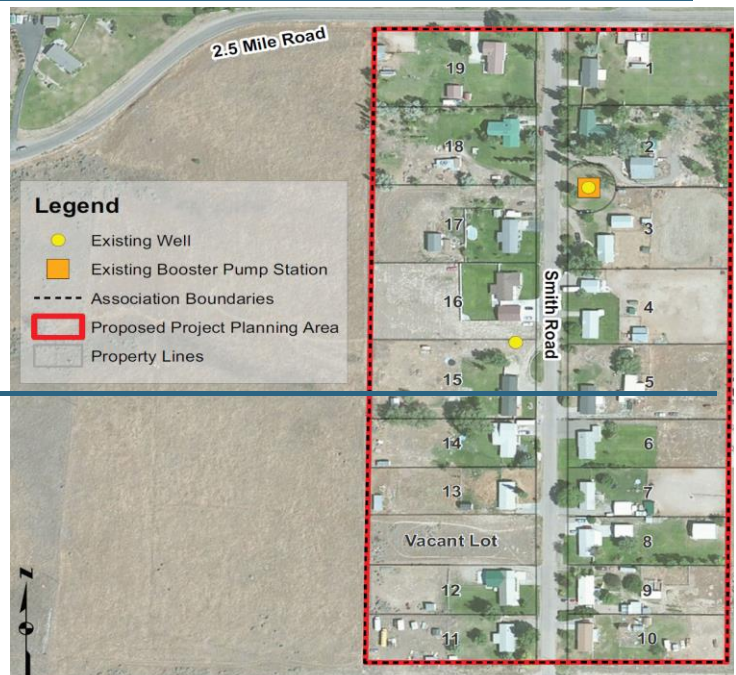 2.5 Mile Road
19
1
18
2
Legend
Existing Well
Existing Booster Pump Station
Association Boundaries
Proposed Project Planning Area
Property Lines
17
3
16
4
Smith Road
15
5
14
6
13
7
Vacant Lot
8
12
9
11
10
N